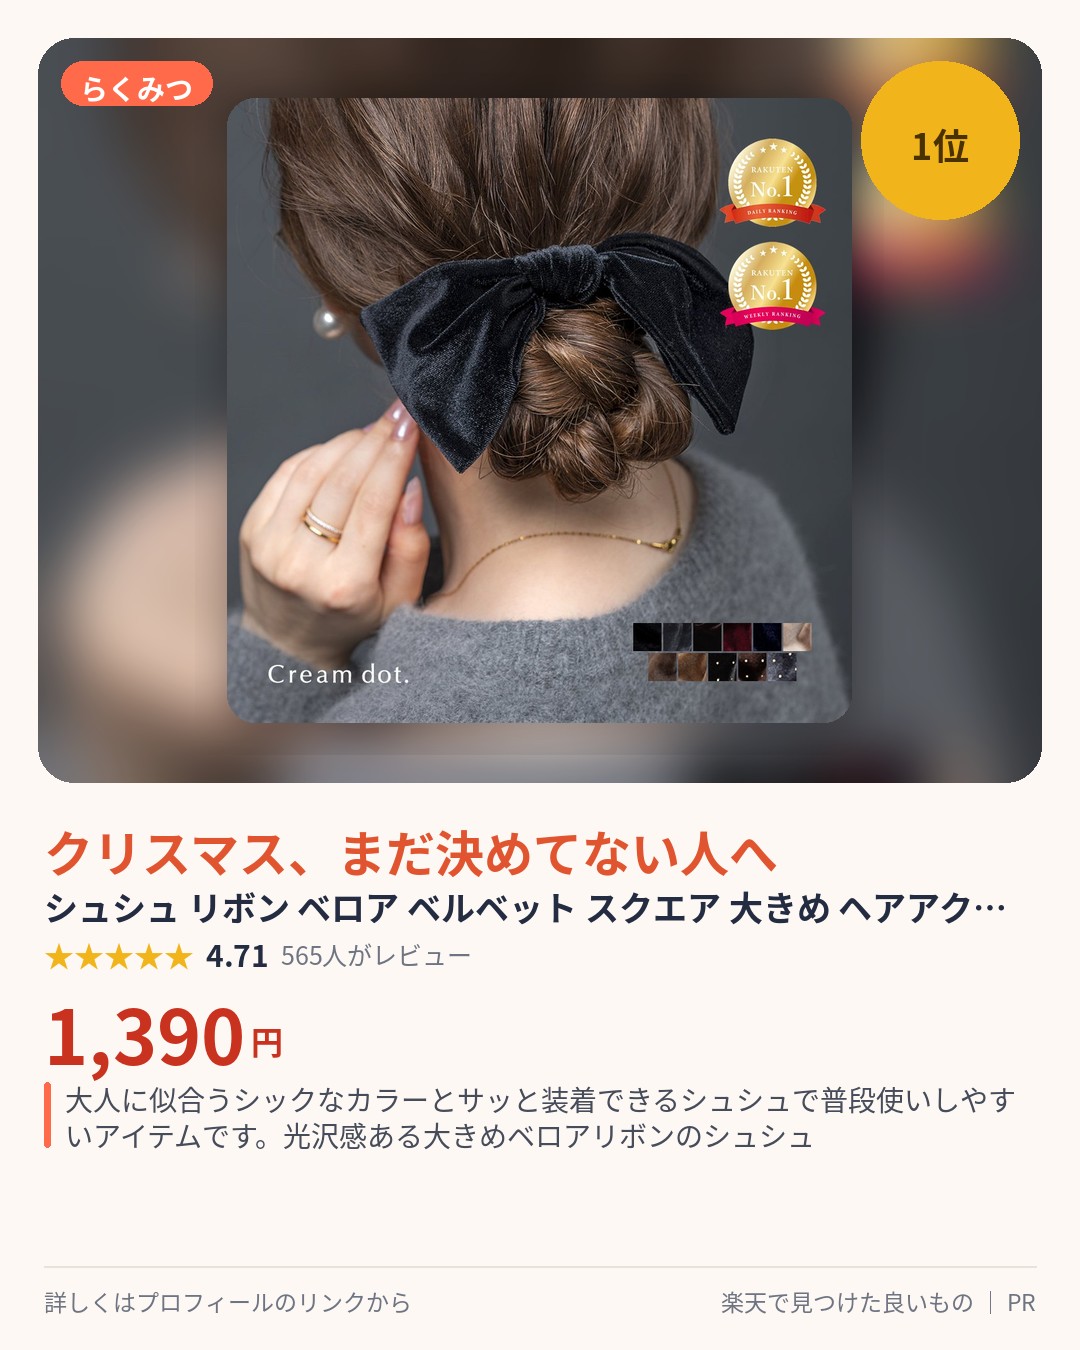 らくみつ
1位
RAKUTEN
No.1
DAILY RANKING
RAKUTEN
No.1
WEEKLY RANKING
Cream dot.
クリスマス、まだ決めてない人へ
シュシュ リボン ベロア ベルベット スクエア 大きめ ヘアアク…
★★★★★ 4.71 565人がレビュー
1,390円
大人に似合うシックなカラーとサッと装着できるシュシュで普段使いしやす
いアイテムです。光沢感ある大きめベロアリボンのシュシュ
詳しくはプロフィールのリンクから
楽天で見つけた良いもの｜PR